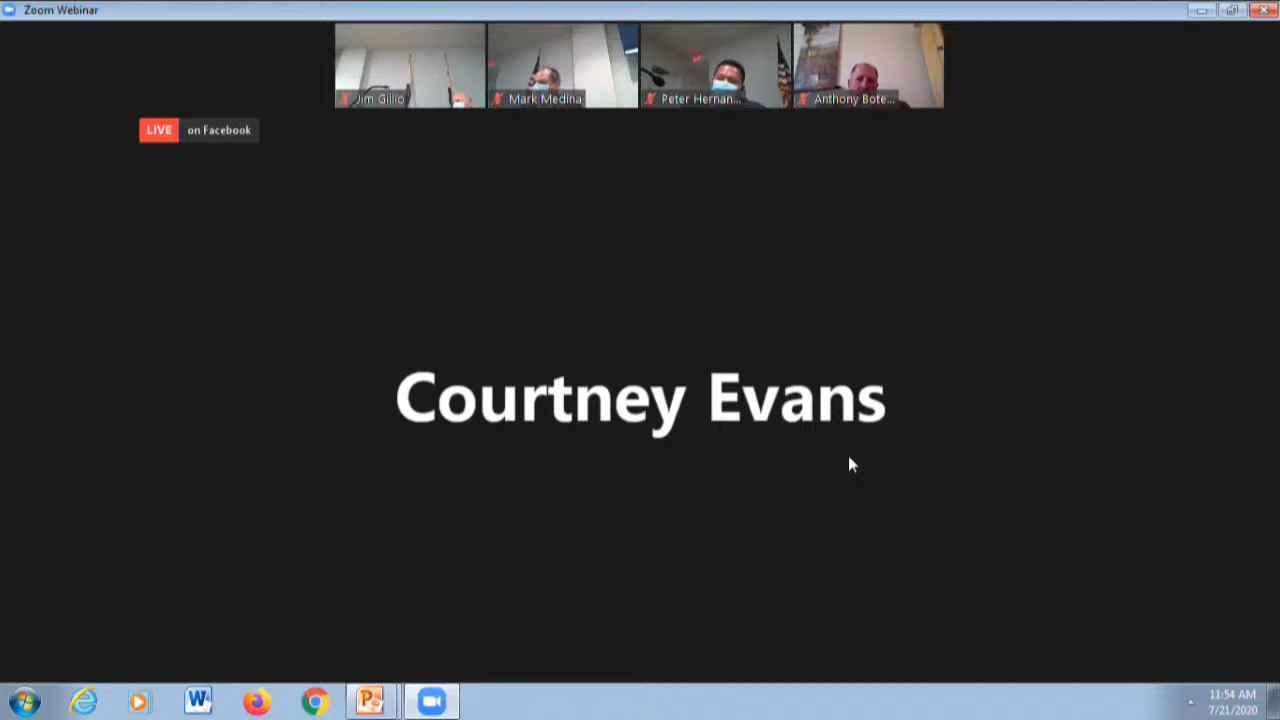 Zoom Webinar
Jim Gillio
Mark Medina
Peter Hernan...
Anthony Bote...
LIVE on Facebook
Courtney Evans
11:54 AM
7/21/2020